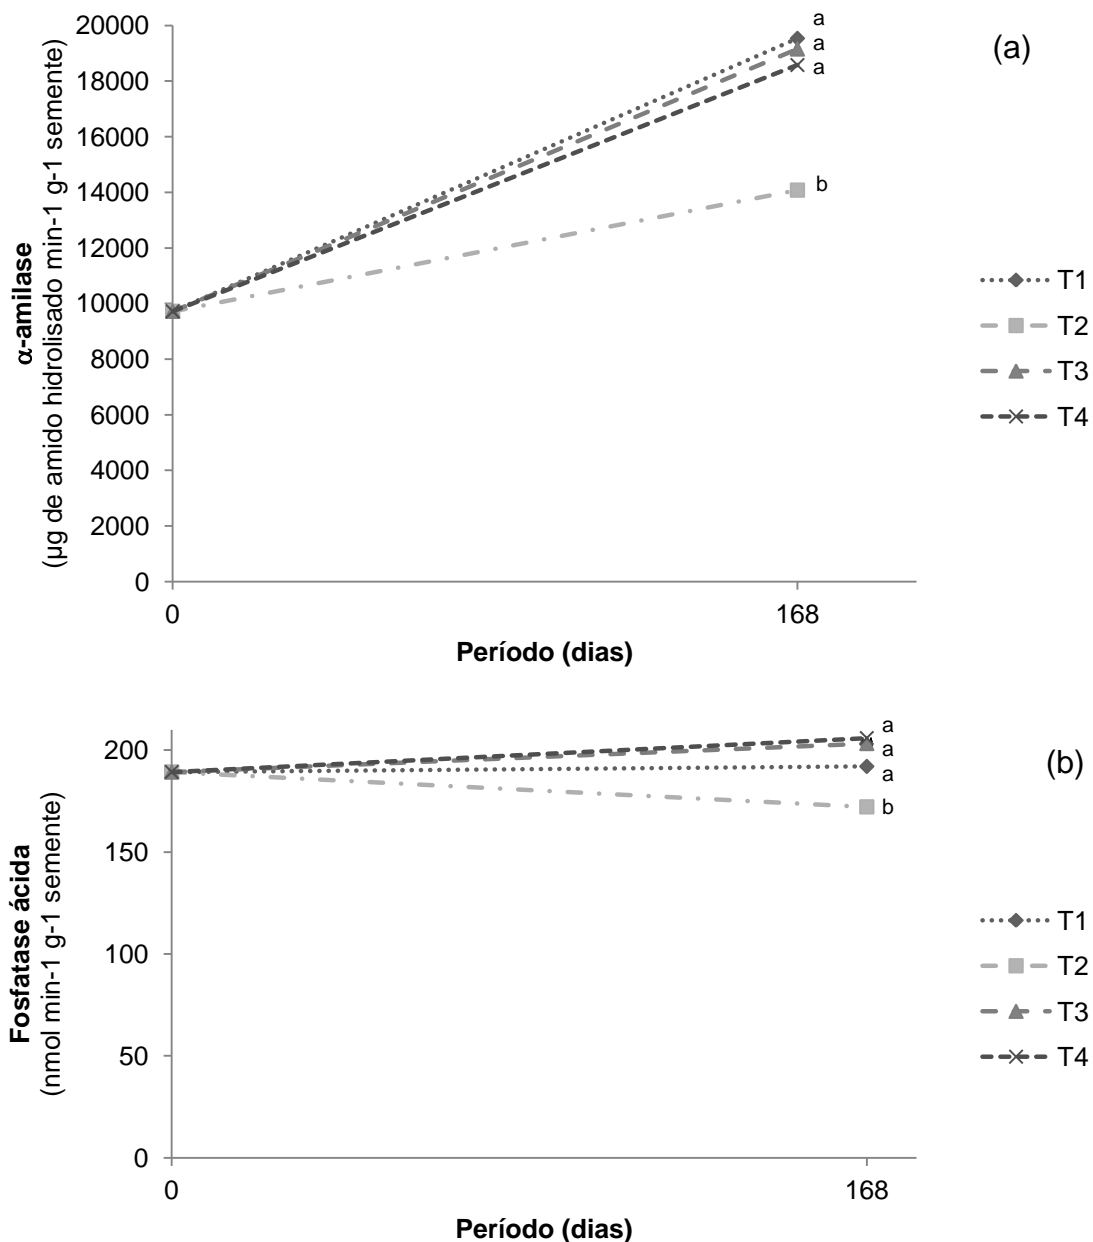 (a)
α-amilase
(µg de amido hidrolisado min-1 g-1 semente)
20000
18000
16000
14000
12000
10000
8000
6000
4000
2000
0
a
a
a
b
0
168
Período (dias)
T1
T2
T3
T4
(b)
Fosfatase ácida
(nmol min-1 g-1 semente)
200
150
100
50
0
a
a
a
b
0
168
Período (dias)
T1
T2
T3
T4